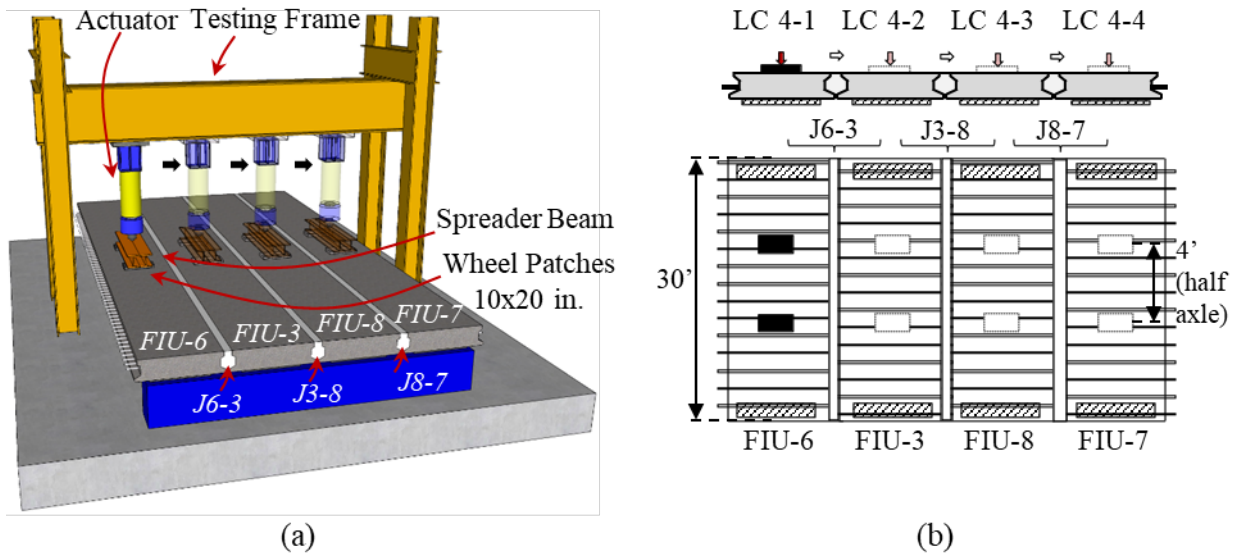 Actuator Testing Frame
Spreader Beam
Wheel Patches
10x20 in.
FIU-6 FIU-3 FIU-8 FIU-7
J6-3 J3-8 J8-7
(a)
LC 4-1 LC 4-2 LC 4-3 LC 4-4
J6-3 J3-8 J8-7
30’
4’
(half
axle)
FIU-6 FIU-3 FIU-8 FIU-7
(b)